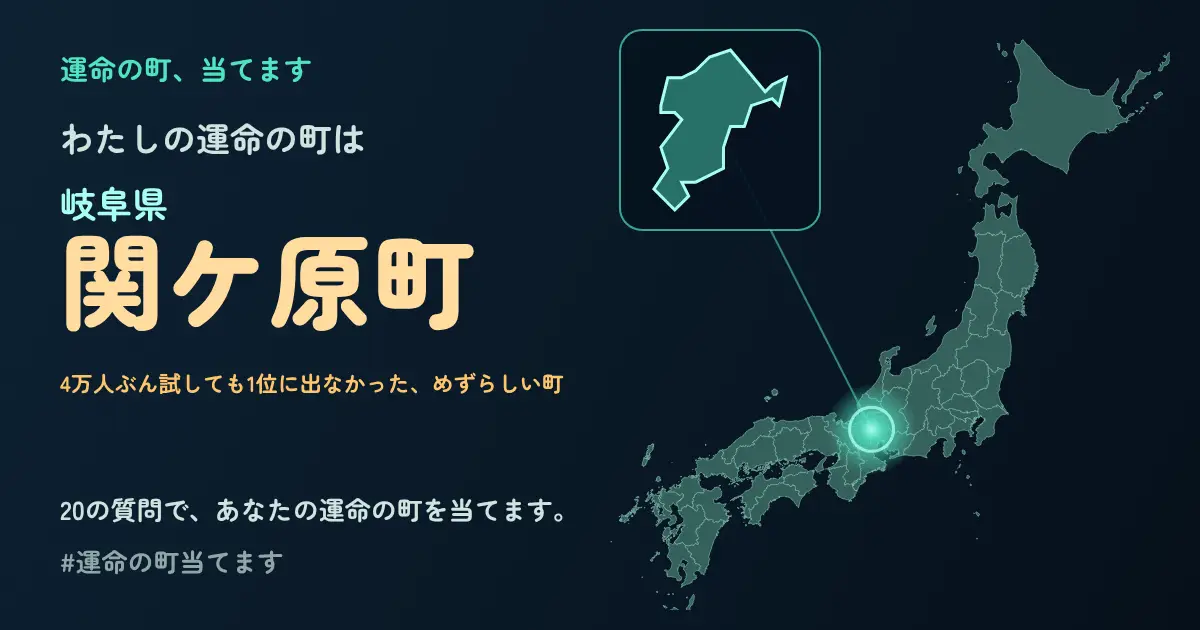 運命の町、当てます
わたしの運命の町は
岐阜県
関ケ原町
4万人ぶん試しても1位に出なかった、めずらしい町
20の質問で、あなたの運命の町を当てます。
#運命の町当てます